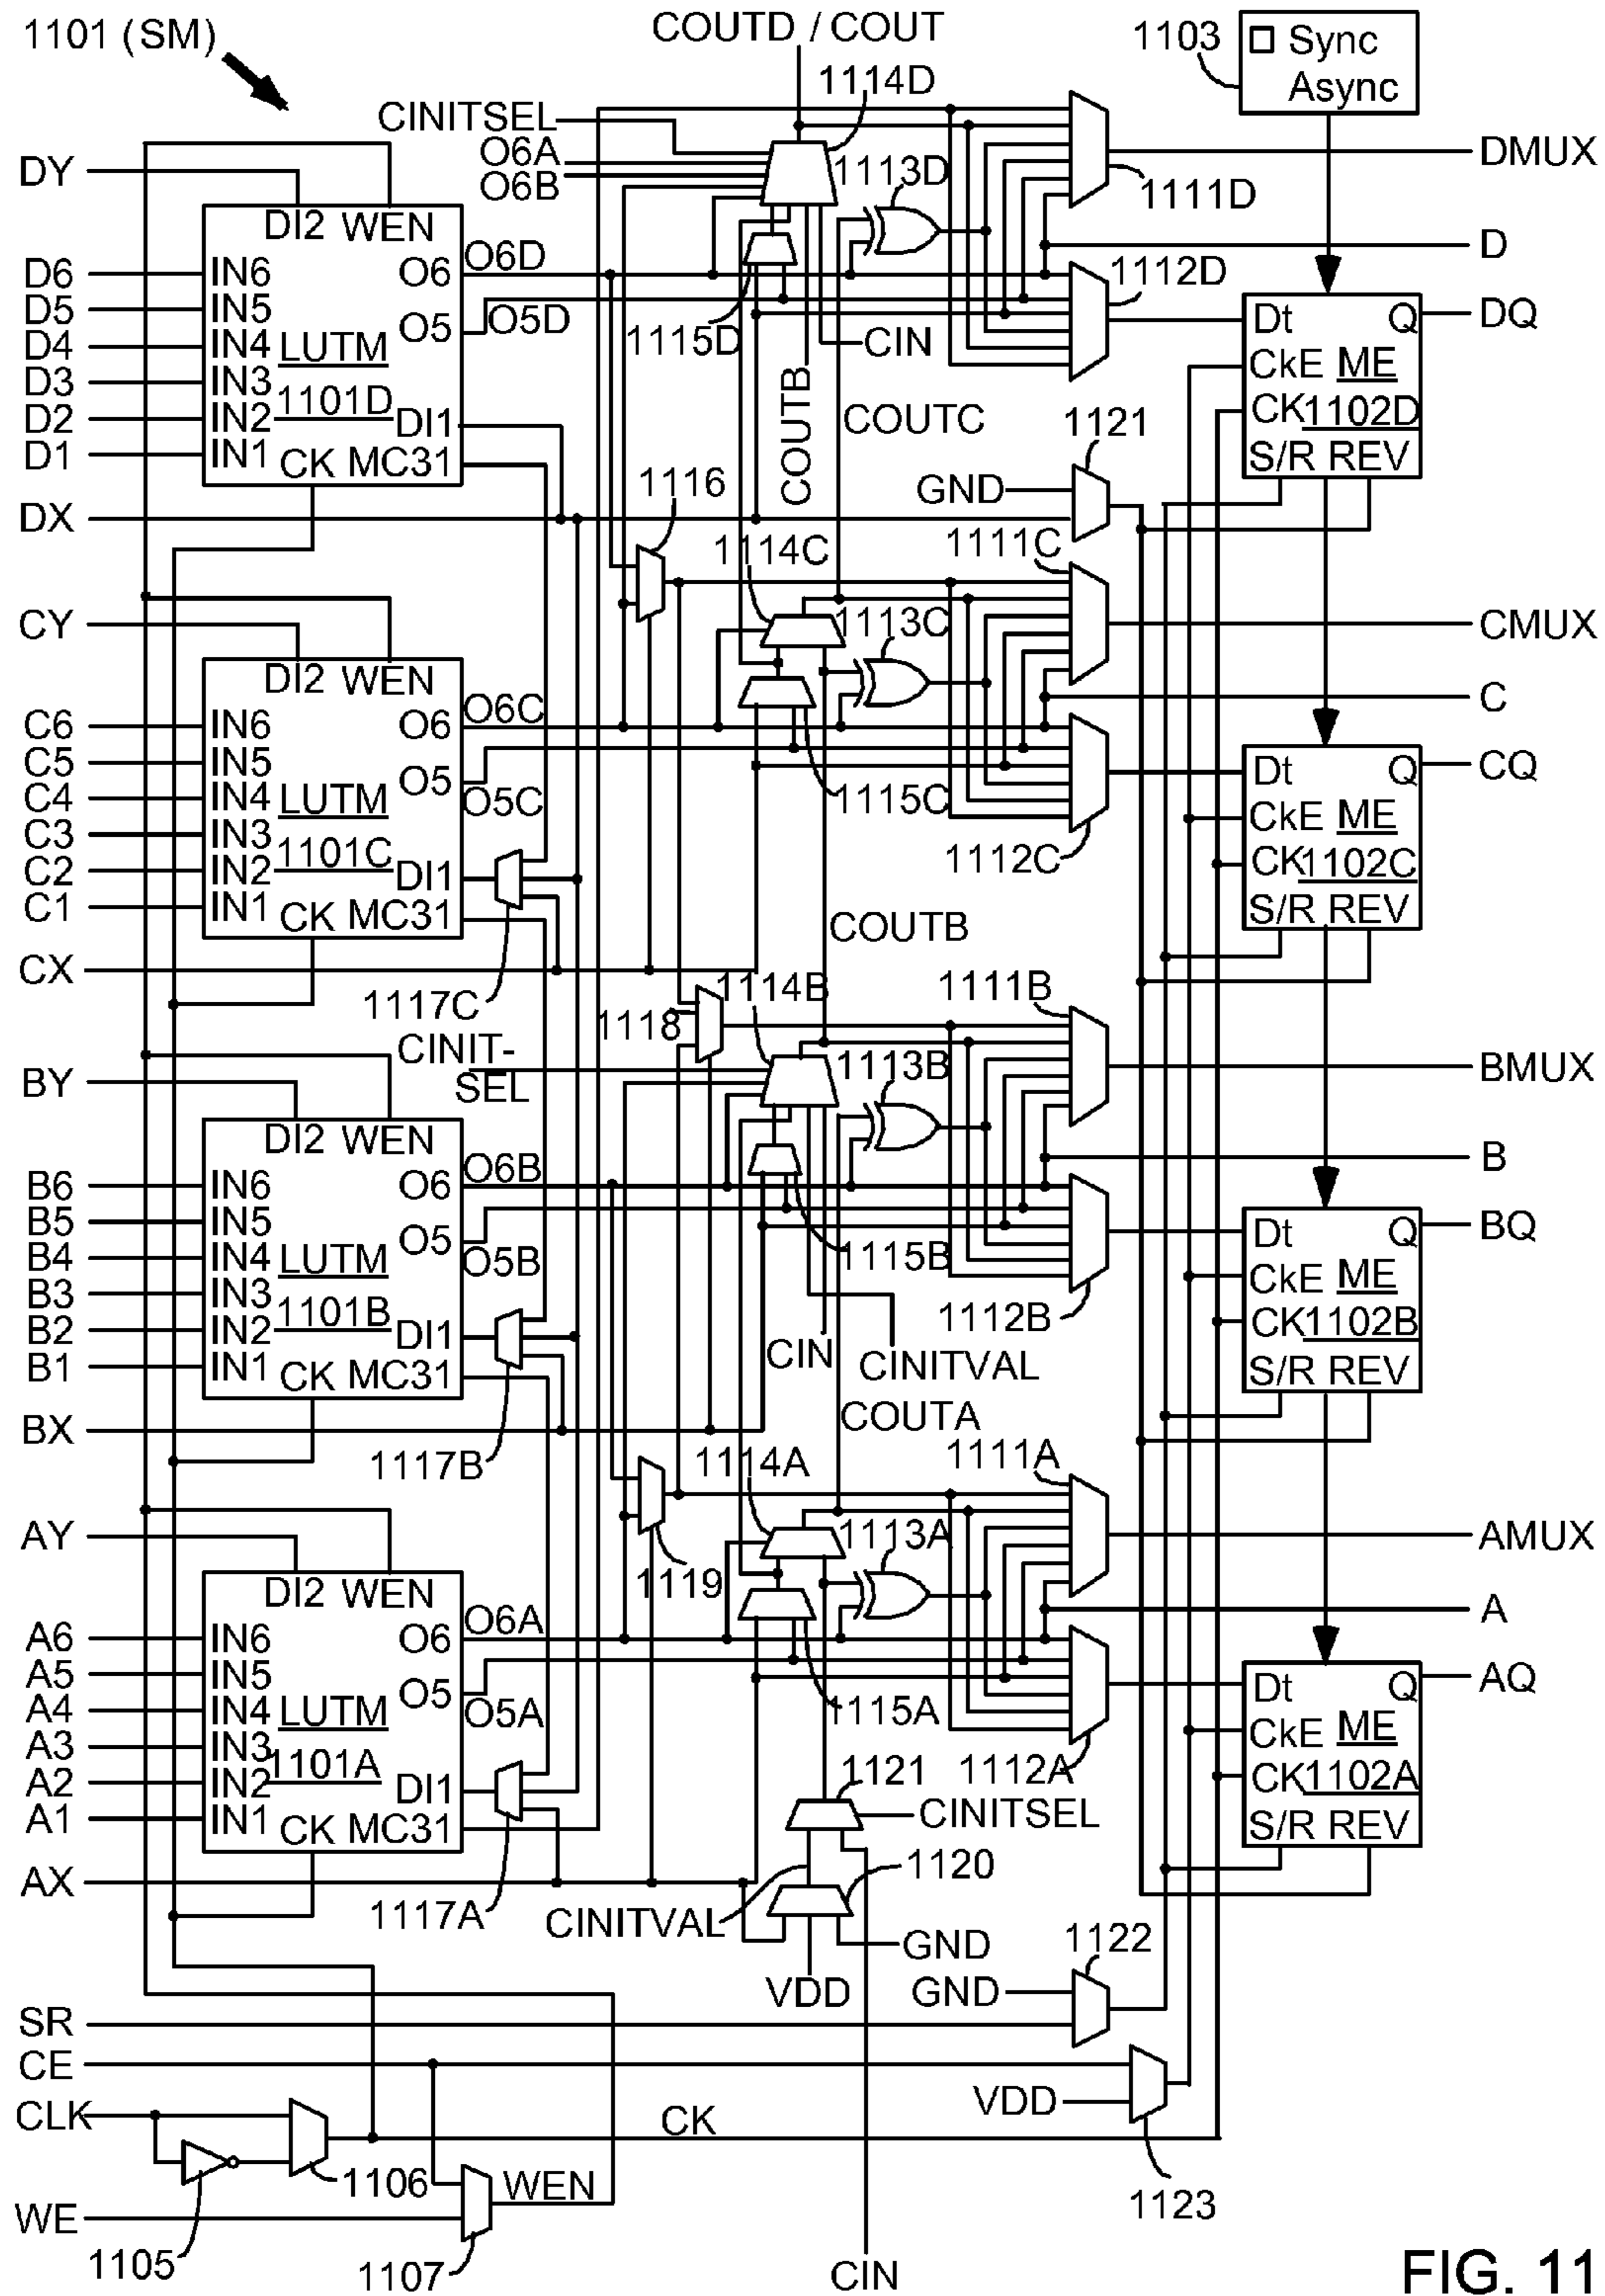 1101 (SM)
COUTD / COUT
1114D
1103
Sync
Async
CINITSEL
O6A
O6B
1113D
DMUX
1111D
DY
DI2 WEN
D6
IN6
O6
O6D
D
D5
IN5
O5
O5D
1115D
1112D
D4
IN4
LUTM
CIN
Dt
Q
DQ
D3
IN3
CkE
ME
D2
IN2
1101D
DI1
COUTB
COUTC
CK
1102D
D1
IN1
CK MC31
1121
S/R REV
1116
GND
DX
1114C
1111C
CY
1113C
CMUX
DI2 WEN
C6
IN6
O6
O6C
C
C5
IN5
O5
O5C
1115C
C4
IN4
LUTM
Dt
Q
CQ
C3
IN3
CkE
ME
C2
IN2
1101C
DI1
1112C
CK
1102C
C1
IN1
CK MC31
S/R REV
COUTB
CX
1117C
1114B
1111B
1118
CINIT-
SEL
1113B
BMUX
BY
DI2 WEN
B6
IN6
O6
O6B
B
B5
IN5
O5
O5B
1115B
B4
IN4
LUTM
Dt
Q
BQ
B3
IN3
CkE
ME
B2
IN2
1101B
DI1
1112B
CK
1102B
B1
IN1
CK MC31
CIN
CINITVAL
S/R REV
COUTA
BX
1117B
1114A
1111A
AY
1113A
AMUX
1119
DI2 WEN
A6
IN6
O6
O6A
A
A5
IN5
O5
O5A
1115A
A4
IN4
LUTM
Dt
Q
AQ
A3
IN3
CkE
ME
A2
IN2
1101A
DI1
1121
1112A
CK
1102A
A1
IN1
CK MC31
CINITSEL
S/R REV
AX
1117A
1120
CINITVAL
GND
1122
VDD
GND
SR
CE
VDD
CLK
CK
1106
WEN
1123
WE
1105
1107
CIN
FIG. 11